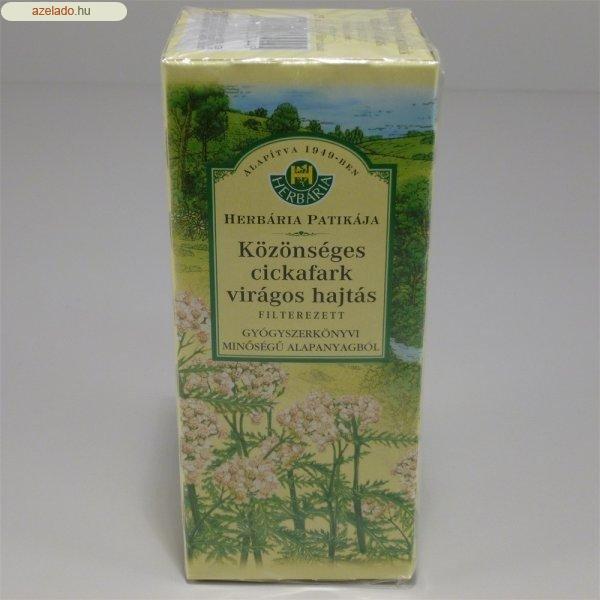 azelado.hu
ALAPÍTVA 1949-BEN
HERBÁRIA
HERBÁRIA PATIKÁJA
Közönséges
cickafark
virágos hajtás
FILTEREZETT
GYÓGYSZERKÖNYVI
MINŐSÉGŰ ALAPANYAGBÓL